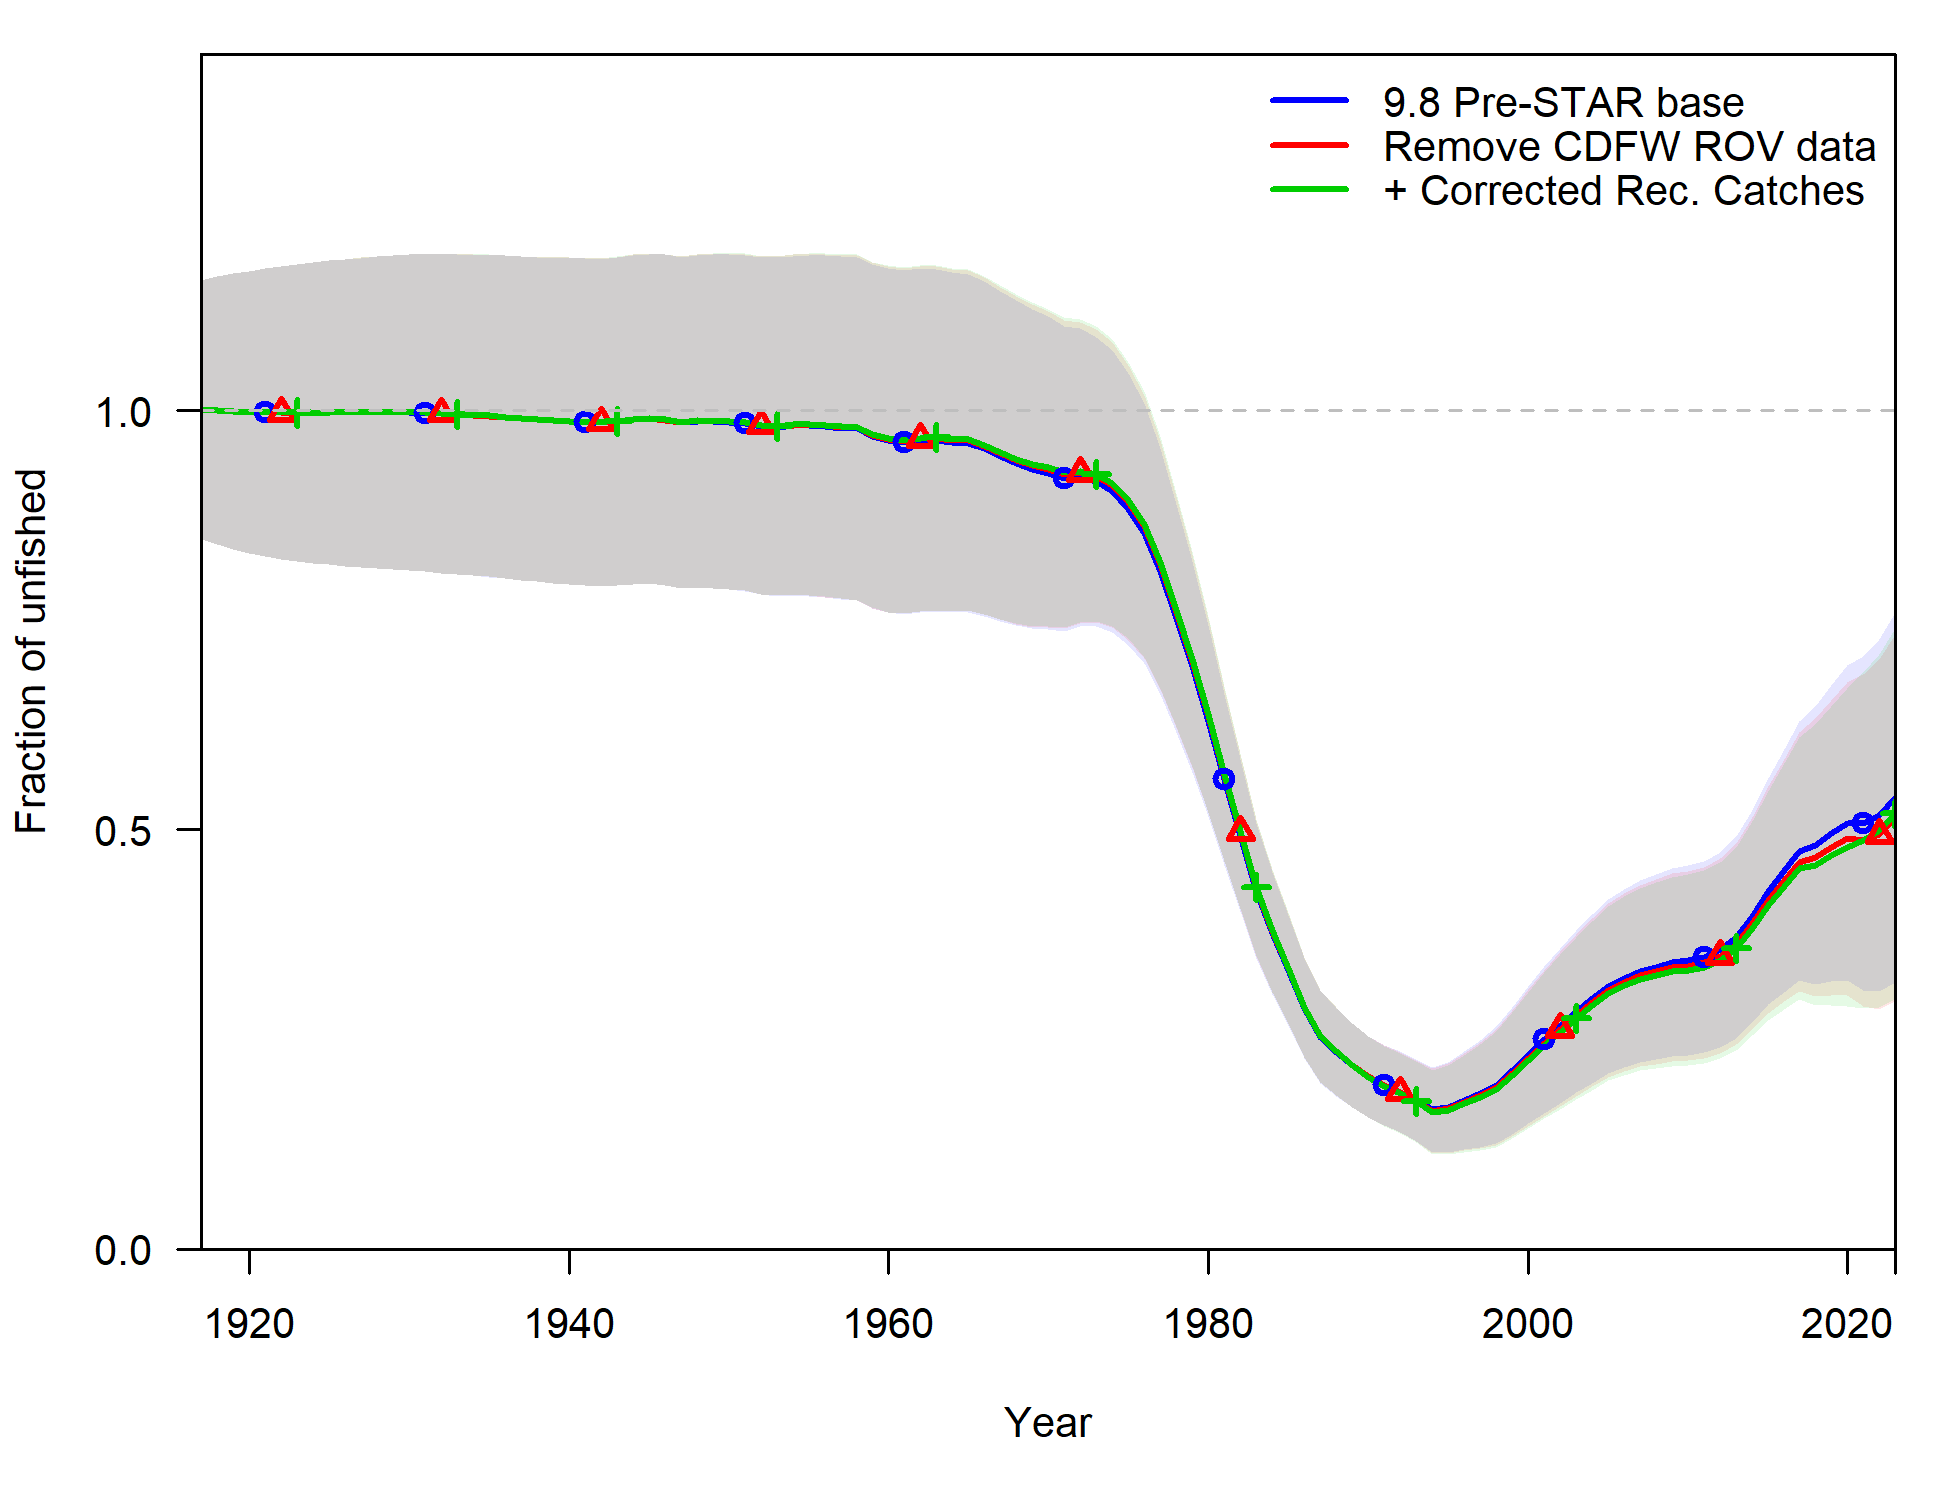 9.8 Pre-STAR base
Remove CDFW ROV data
+ Corrected Rec. Catches
Fraction of unfished
1.0
0.5
0.0
1920 1940 1960 1980 2000 2020
Year